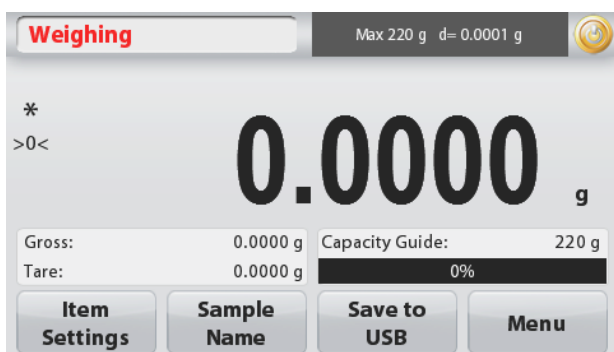 Weighing
Max 220 g d= 0.0001 g
*
>0<
0.0000 g
Gross: 0.0000 g
Tare: 0.0000 g
Capacity Guide: 220 g
0%
Item Settings
Sample Name
Save to USB
Menu